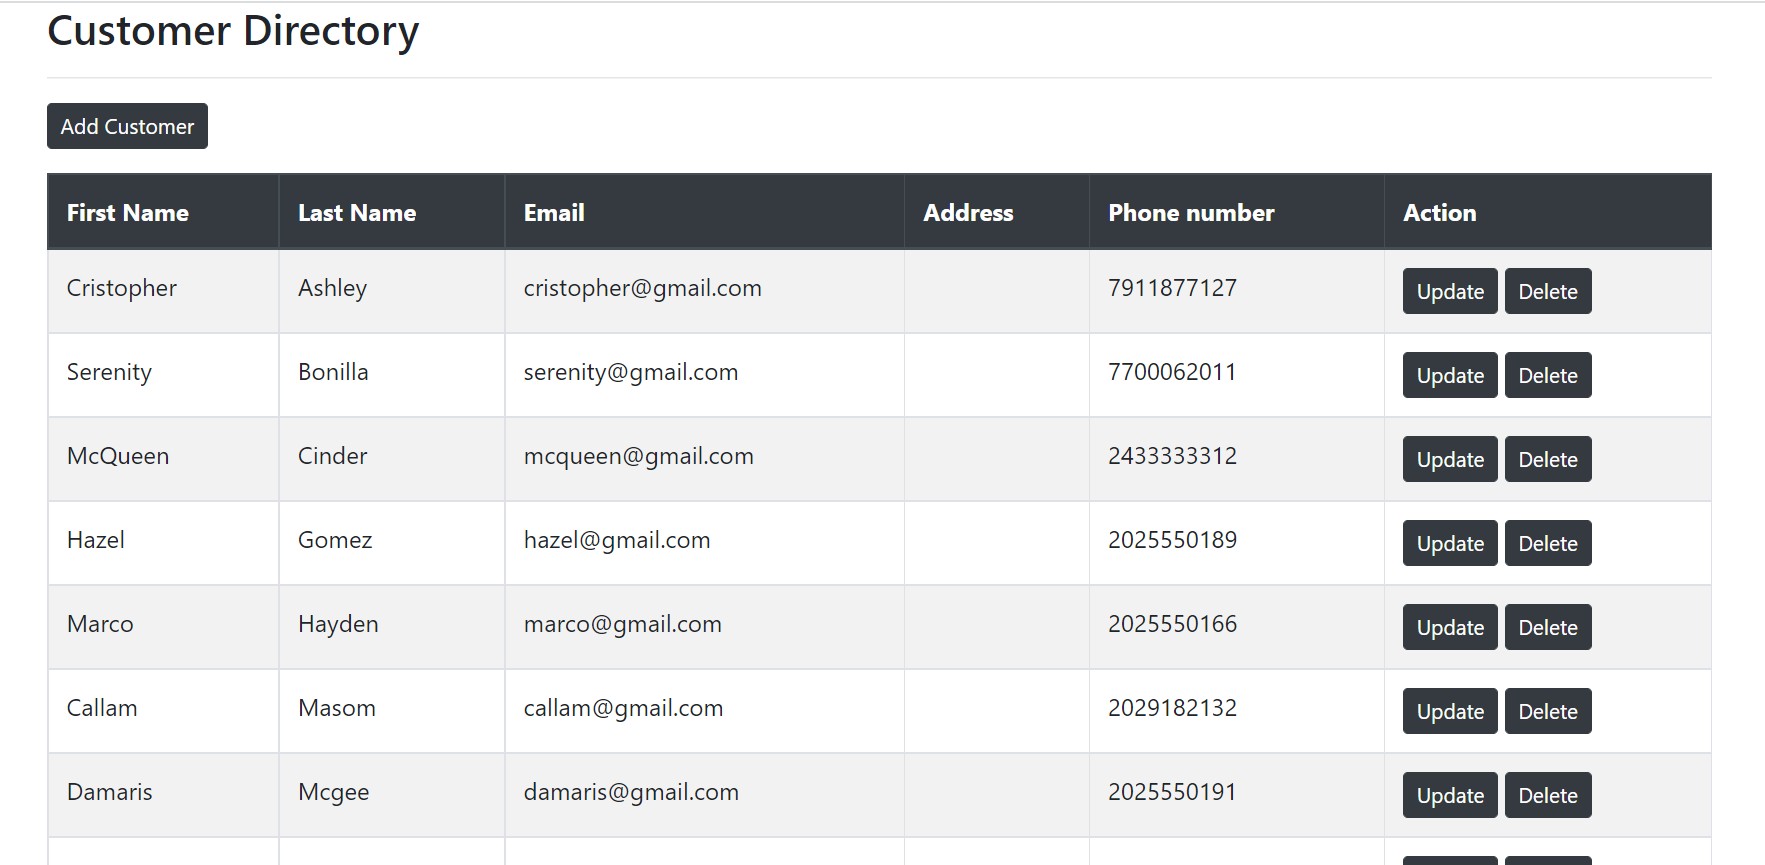 Customer Directory
Add Customer
First Name Last Name Email Address Phone number Action
Cristopher Ashley cristopher@gmail.com 7911877127 Update Delete
Serenity Bonilla serenity@gmail.com 7700062011 Update Delete
McQueen Cinder mcqueen@gmail.com 2433333312 Update Delete
Hazel Gomez hazel@gmail.com 2025550189 Update Delete
Marco Hayden marco@gmail.com 2025550166 Update Delete
Callam Masom callam@gmail.com 2029182132 Update Delete
Damaris Mcgee damaris@gmail.com 2025550191 Update Delete